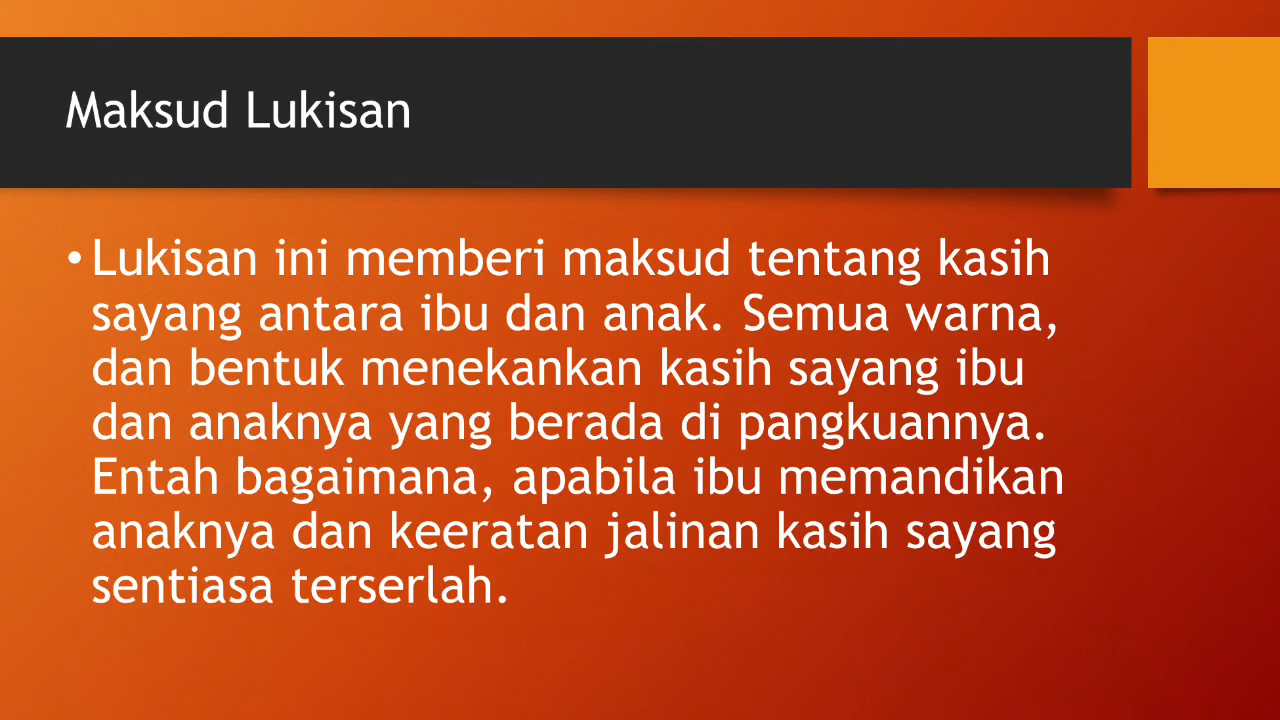 Maksud Lukisan
• Lukisan ini memberi maksud tentang kasih
sayang antara ibu dan anak. Semua warna,
dan bentuk menekankan kasih sayang ibu
dan anaknya yang berada di pangkuannya.
Entah bagaimana, apabila ibu memandikan
anaknya dan keeratan jalinan kasih sayang
sentiasa terserlah.